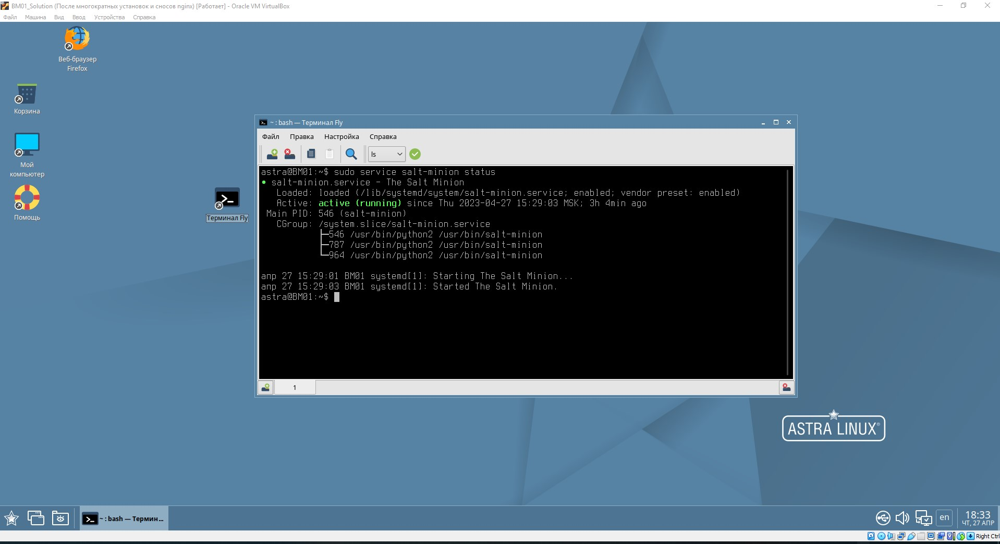 BM01_Solution (После многократных установок и сносов nginx) [Работает] - Oracle VM VirtualBox
Файл Машина Вид Ввод Устройства Справка
Веб-браузер
Firefox
Корзина
Мой
компьютер
Помощь
Терминал Fly
~ : bash — Терминал Fly
Файл Правка Настройка Справка
ls
astra@BM01:~$ sudo service salt-minion status
● salt-minion.service - The Salt Minion
Loaded: loaded (/lib/systemd/system/salt-minion.service; enabled; vendor preset: enabled)
Active: active (running) since Thu 2023-04-27 15:29:03 MSK; 3h 4min ago
Main PID: 546 (salt-minion)
CGroup: /system.slice/salt-minion.service
├─546 /usr/bin/python2 /usr/bin/salt-minion
├─787 /usr/bin/python2 /usr/bin/salt-minion
└─964 /usr/bin/python2 /usr/bin/salt-minion
апр 27 15:29:01 BM01 systemd[1]: Starting The Salt Minion...
апр 27 15:29:03 BM01 systemd[1]: Started The Salt Minion.
astra@BM01:~$
1
ASTRA LINUX®
~ : bash — Термин...
en
18:33
ЧТ, 27 АПР
Right Ctrl